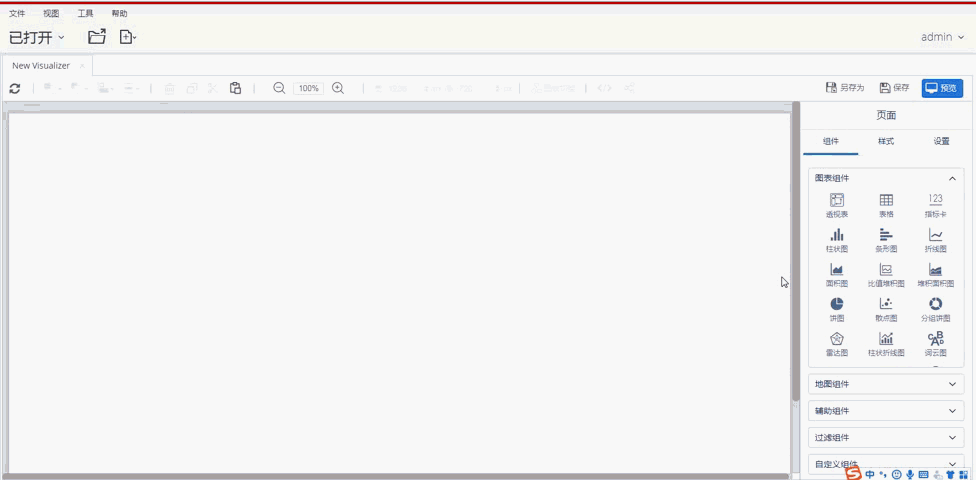 文件 视图 工具 帮助
已打开 admin
New Visualizer ×
100% 另存为 保存 预览
页面
组件 样式 设置
图表组件
透视表 表格 指标卡
123
柱状图 条形图 折线图
面积图 比值堆积图 堆积面积图
饼图 散点图 分组饼图
雷达图 柱状折线图 词云图
地图组件
辅助组件
过滤组件
自定义组件
中